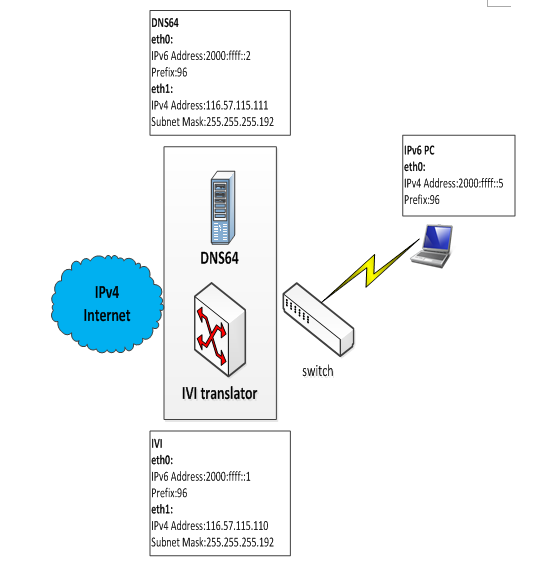 DNS64
eth0:
IPv6 Address:2000:ffff::2
Prefix:96
eth1:
IPv4 Address:116.57.115.111
Subnet Mask:255.255.255.192
IPv6 PC
eth0:
IPv4 Address:2000:ffff::5
Prefix:96
DNS64
IPv4
Internet
IVI translator
switch
IVI
eth0:
IPv6 Address:2000:ffff::1
Prefix:96
eth1:
IPv4 Address:116.57.115.110
Subnet Mask:255.255.255.192